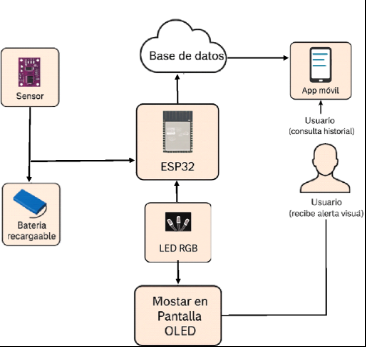 Base de datos
Sensor
App móvil
Usuario
(consulta historial)
ESP32
Batería
recargaable
LED RGB
Usuario
(recibe alerta visuá)
Mostar en
Pantalla
OLED